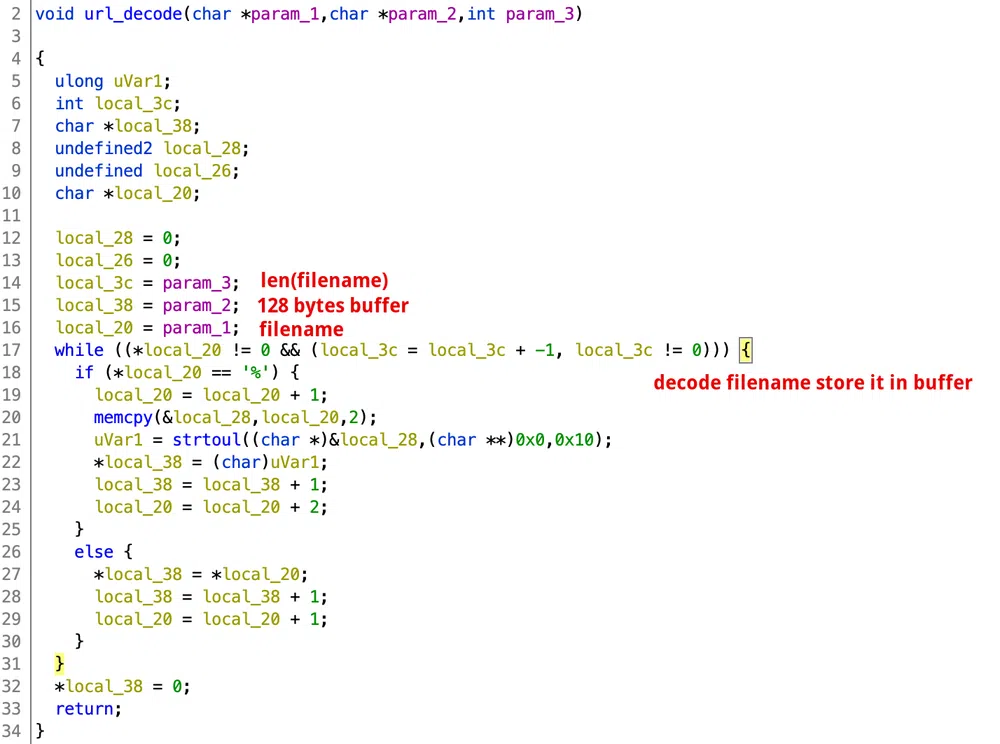 2 void url_decode(char *param_1,char *param_2,int param_3)
3
4 {
5 ulong uVar1;
6 int local_3c;
7 char *local_38;
8 undefined2 local_28;
9 undefined local_26;
10 char *local_20;
11
12 local_28 = 0;
13 local_26 = 0;
14 local_3c = param_3; len(filename)
15 local_38 = param_2; 128 bytes buffer
16 local_20 = param_1; filename
17 while ((*local_20 != 0 && (local_3c = local_3c + -1, local_3c != 0))) {
18 if (*local_20 == '%') {
decode filename store it in buffer
19 local_20 = local_20 + 1;
20 memcpy(&local_28,local_20,2);
21 uVar1 = strtoul((char *)&local_28,(char **)0x0,0x10);
22 *local_38 = (char)uVar1;
23 local_38 = local_38 + 1;
24 local_20 = local_20 + 2;
25 }
26 else {
27 *local_38 = *local_20;
28 local_38 = local_38 + 1;
29 local_20 = local_20 + 1;
30 }
31 }
32 *local_38 = 0;
33 return;
34 }